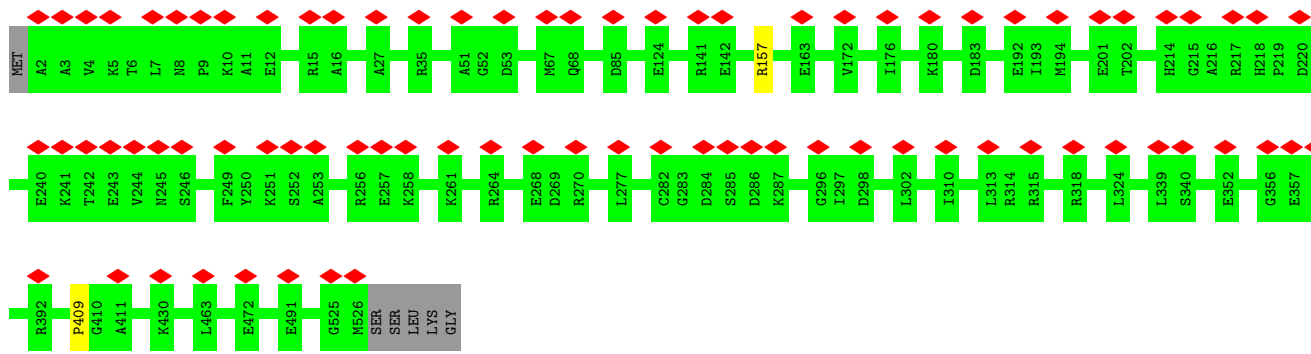 MET A2 A3 V4 K5 T6 L7 N8 P9 K10 A11 E12 R15 A16 A27 R35 A51 G52 D53 M67 Q68 D85 E124 R141 E142 R157 E163 V172 I176 K180 D183 E192 I193 M194 E201 T202 H214 G215 A216 R217 H218 P219 D220
E240 K241 T242 E243 V244 N245 S246 F249 Y250 K251 S252 A253 R256 E257 K258 K261 R264 E268 D269 R270 L277 C282 G283 D284 S285 D286 K287 G296 I297 D298 L302 I310 L313 R314 R315 R318 L324 L339 S340 E352 G356 E357
R392 P409 G410 A411 K430 L463 E472 E491 G525 M526 SER SER LEU LYS GLY